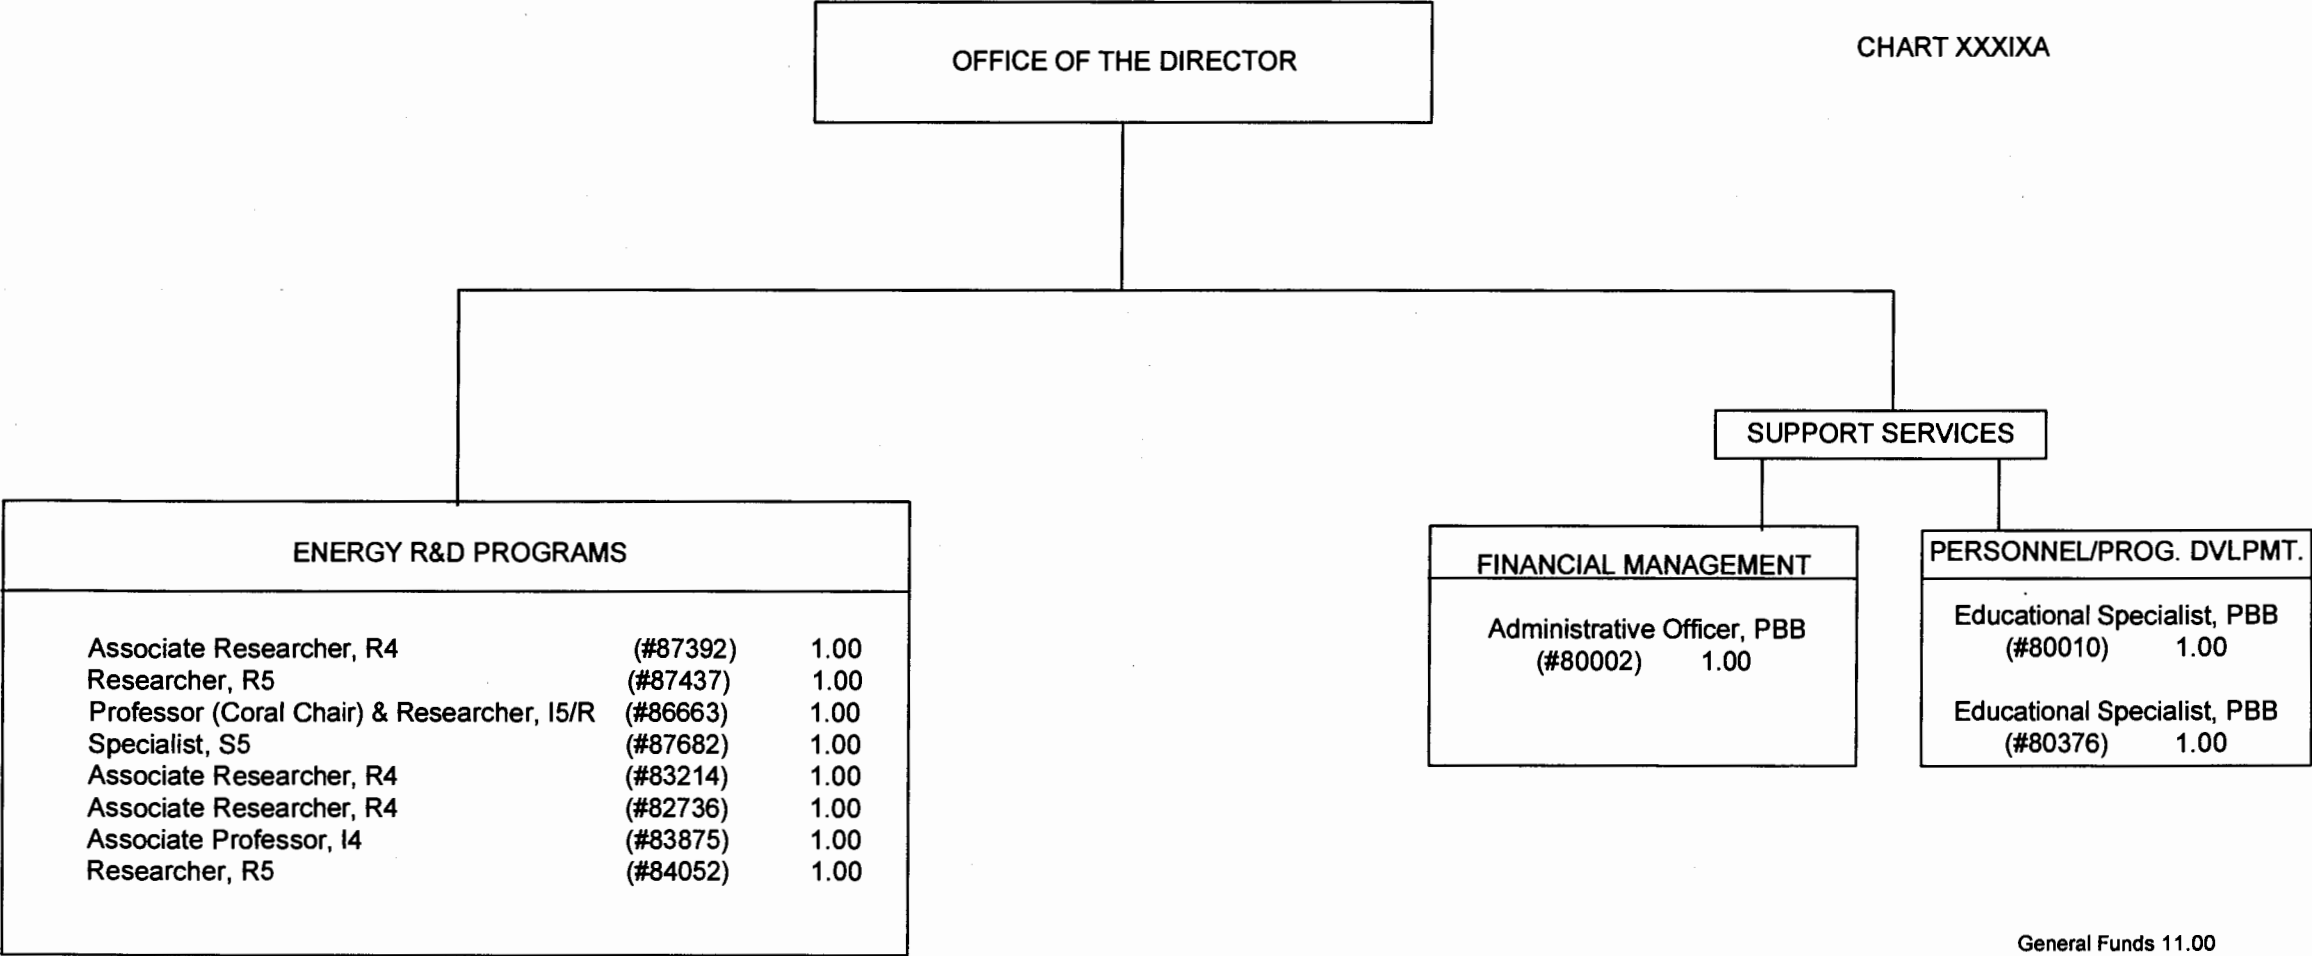 OFFICE OF THE DIRECTOR
CHART XXXIXA
SUPPORT SERVICES
ENERGY R&D PROGRAMS
Associate Researcher, R4 (#87392) 1.00
Researcher, R5 (#87437) 1.00
Professor (Coral Chair) & Researcher, I5/R (#86663) 1.00
Specialist, S5 (#87682) 1.00
Associate Researcher, R4 (#83214) 1.00
Associate Researcher, R4 (#82736) 1.00
Associate Professor, I4 (#83875) 1.00
Researcher, R5 (#84052) 1.00
FINANCIAL MANAGEMENT
Administrative Officer, PBB
(#80002) 1.00
PERSONNEL/PROG. DVLPMT.
Educational Specialist, PBB
(#80010) 1.00
Educational Specialist, PBB
(#80376) 1.00
General Funds 11.00